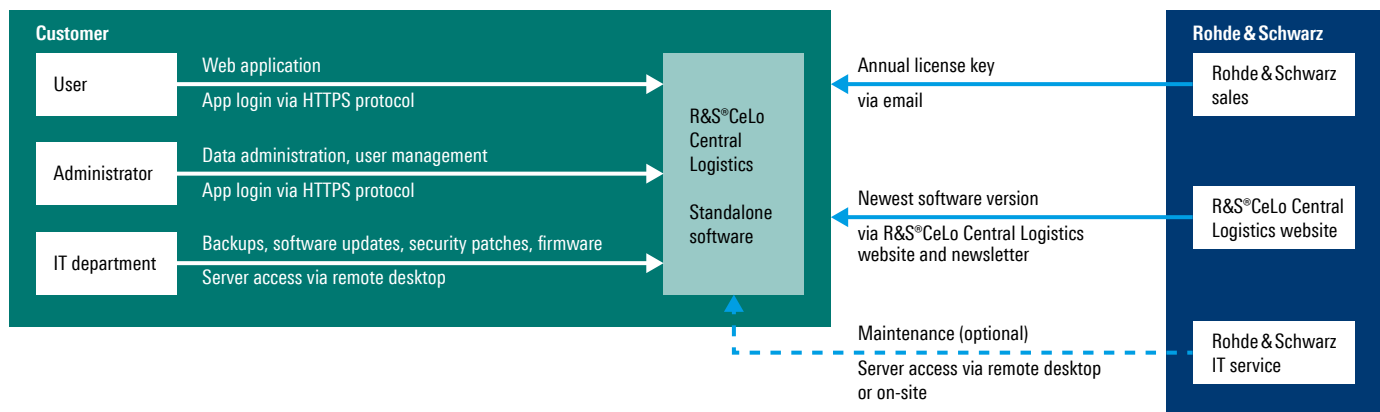 Customer
User
Web application
App login via HTTPS protocol
Administrator
Data administration, user management
App login via HTTPS protocol
IT department
Backups, software updates, security patches, firmware
Server access via remote desktop
R&S®CeLo
Central
Logistics
Standalone
software
Annual license key
via email
Newest software version
via R&S®CeLo Central Logistics
website and newsletter
Maintenance (optional)
Server access via remote desktop
or on-site
Rohde & Schwarz
Rohde & Schwarz
sales
R&S®CeLo Central
Logistics website
Rohde & Schwarz
IT service